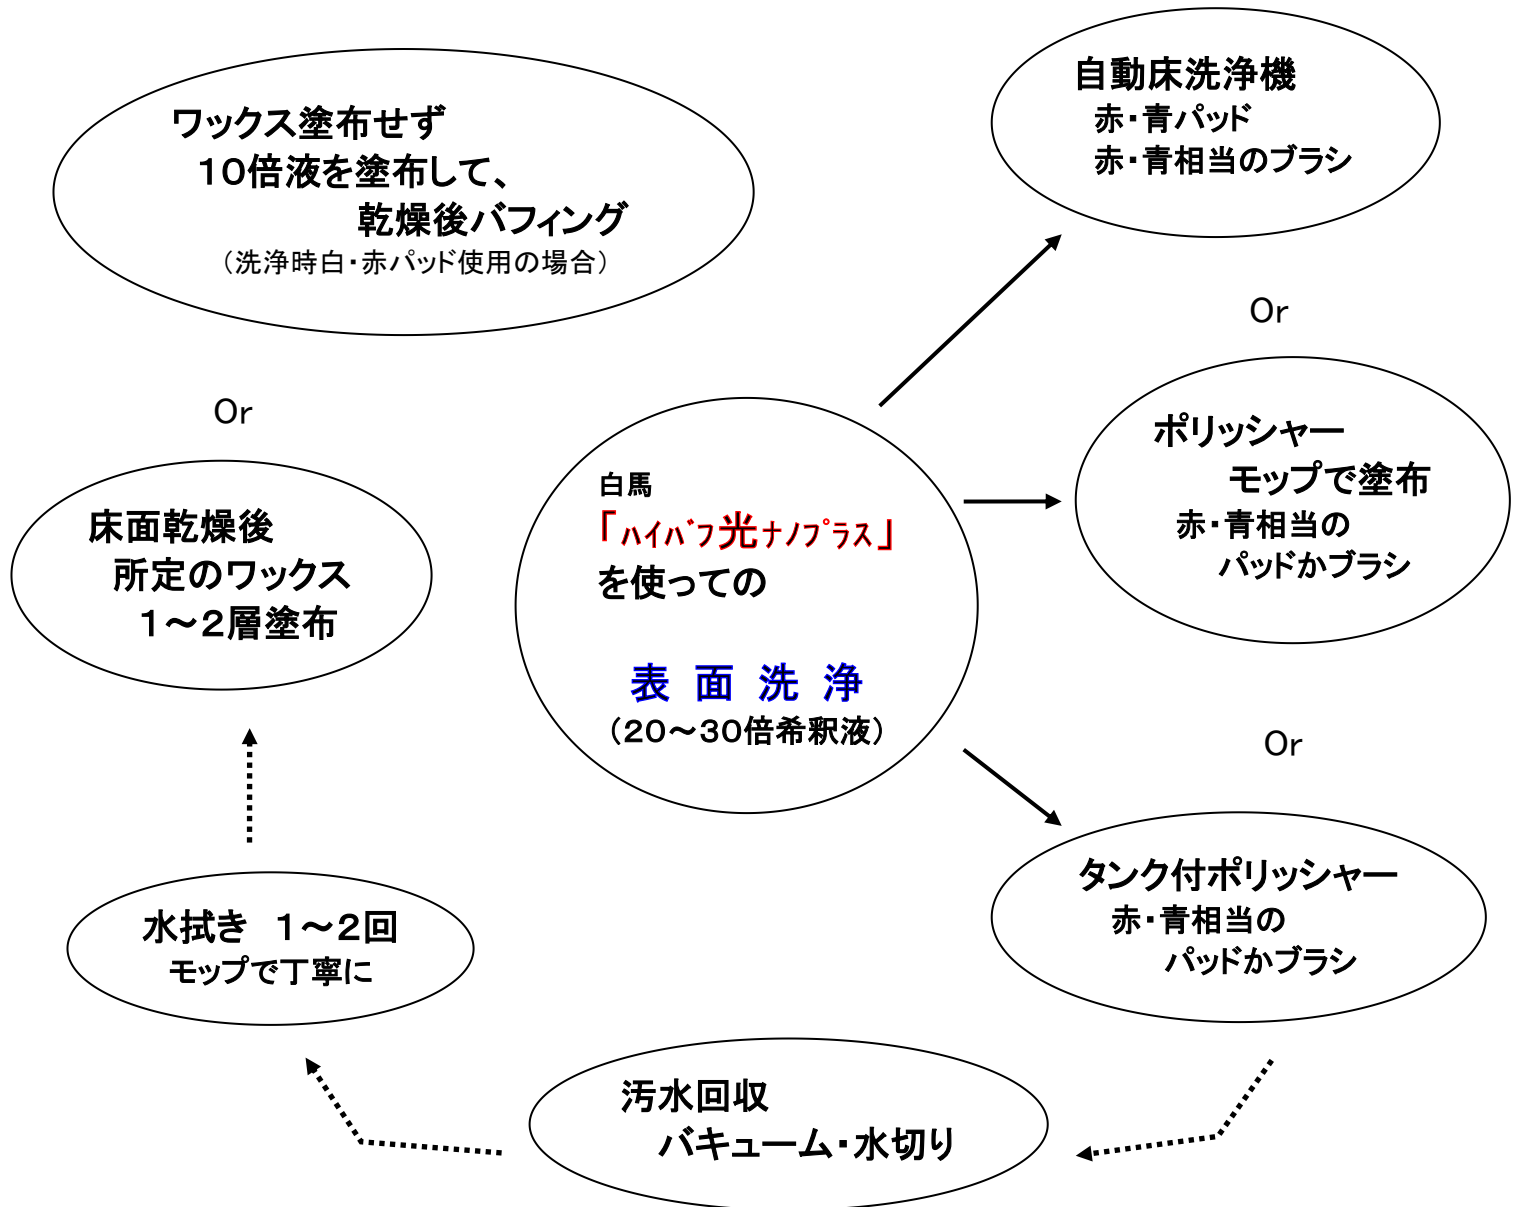 ワックス塗布せず
１０倍液を塗布して、
乾燥後バフィング
（洗浄時白・赤パッド使用の場合）
Or
床面乾燥後
所定のワックス
１～２層塗布
水拭き　１～２回
モップで丁寧に
白馬
「ﾊｲﾊﾞﾌ光ﾅﾉﾌﾟﾗｽ」
を使っての
表　面　洗　浄
（２０～３０倍希釈液）
自動床洗浄機
赤・青パッド
赤・青相当のブラシ
Or
ポリッシャー
モップで塗布
赤・青相当の
パッドかブラシ
Or
タンク付ポリッシャー
赤・青相当の
パッドかブラシ
汚水回収
バキューム・水切り